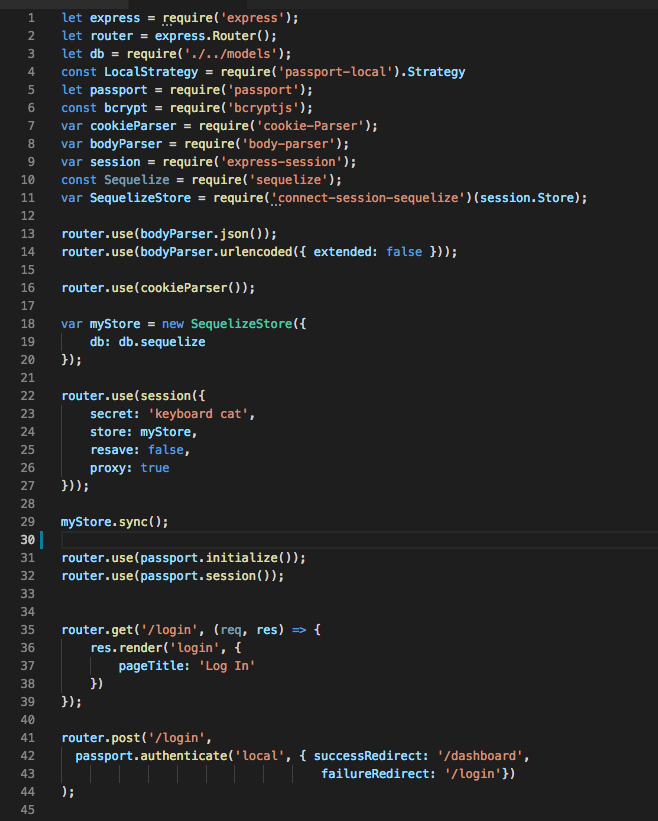 1 let express = require('express');
2 let router = express.Router();
3 let db = require('./../models');
4 const LocalStrategy = require('passport-local').Strategy
5 let passport = require('passport');
6 const bcrypt = require('bcryptjs');
7 var cookieParser = require('cookie-Parser');
8 var bodyParser = require('body-parser');
9 var session = require('express-session');
10 const Sequelize = require('sequelize');
11 var SequelizeStore = require('connect-session-sequelize')(session.Store);
12
13 router.use(bodyParser.json());
14 router.use(bodyParser.urlencoded({ extended: false }));
15
16 router.use(cookieParser());
17
18 var myStore = new SequelizeStore({
19     db: db.sequelize
20 });
21
22 router.use(session({
23     secret: 'keyboard cat',
24     store: myStore,
25     resave: false,
26     proxy: true
27 }));
28
29 myStore.sync();
30
31 router.use(passport.initialize());
32 router.use(passport.session());
33
34
35 router.get('/login', (req, res) => {
36     res.render('login', {
37         pageTitle: 'Log In'
38     })
39 });
40
41 router.post('/login',
42   passport.authenticate('local', { successRedirect: '/dashboard',
43                                     failureRedirect: '/login'})
44 );
45